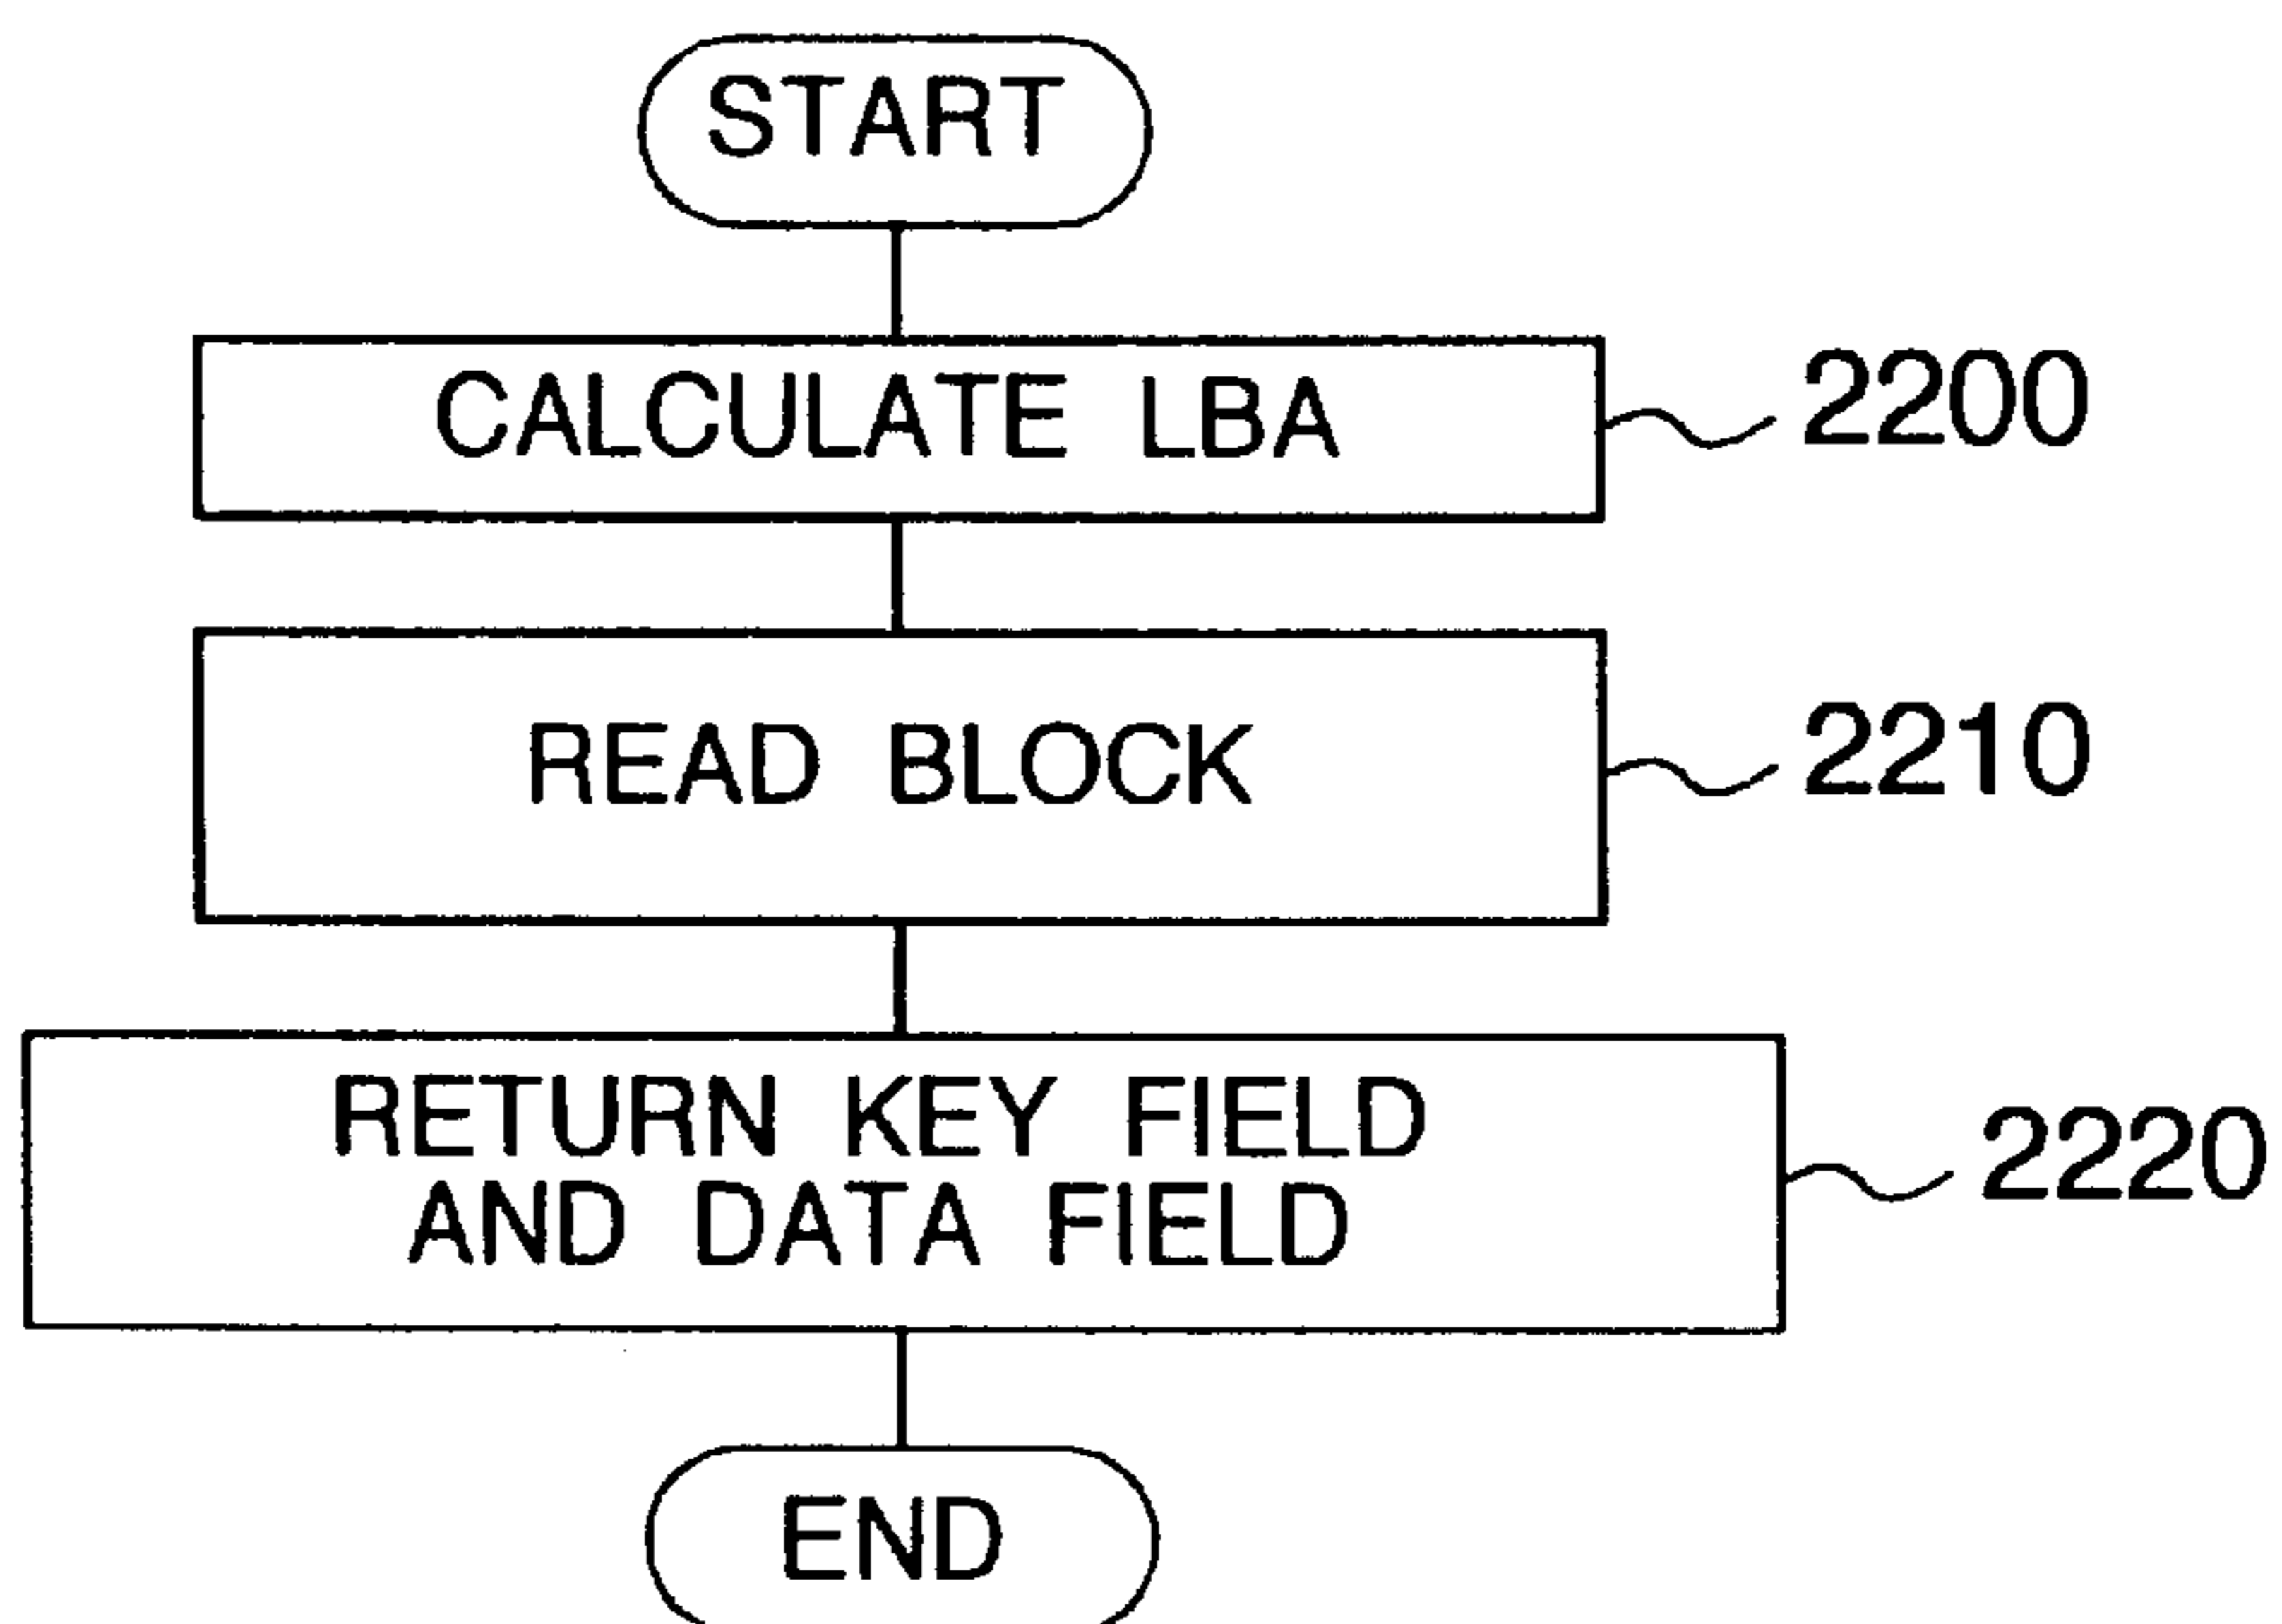 START
CALCULATE LBA
2200
READ BLOCK
2210
RETURN KEY FIELD
AND DATA FIELD
2220
END